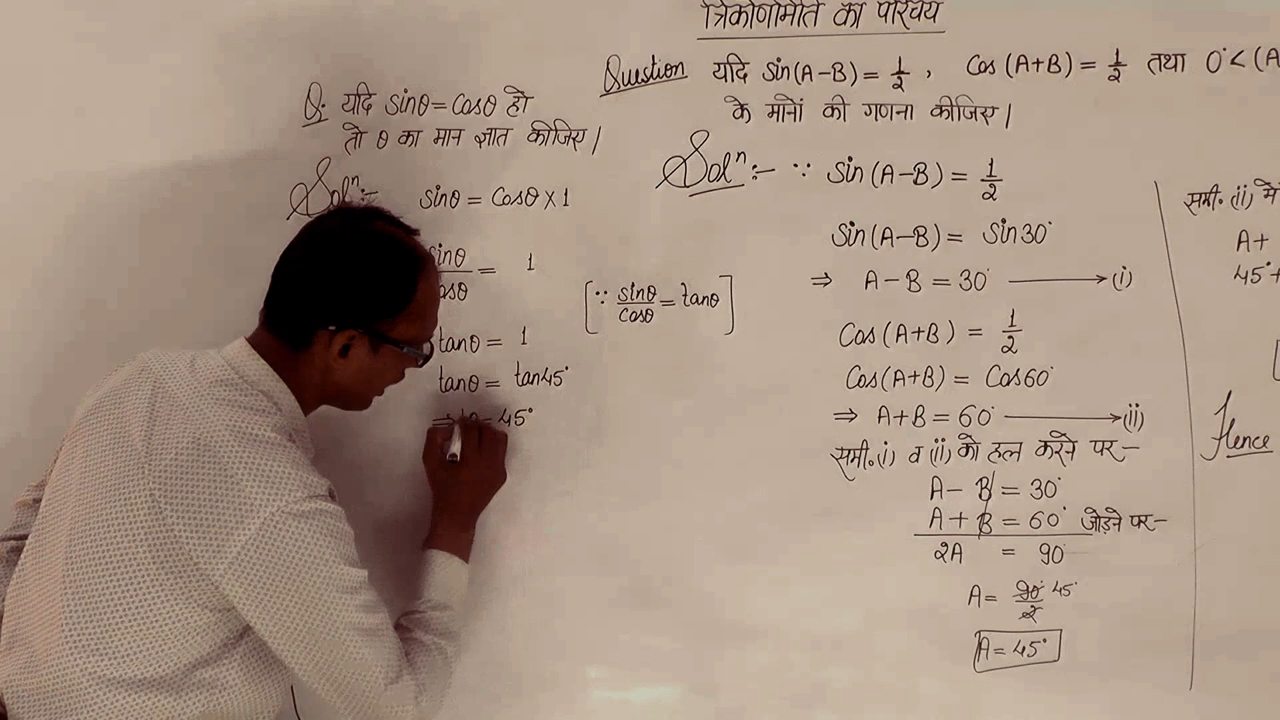 त्रिकोणमिति का परिचय
Question यदि Sin(A-B) = 1/2 , Cos (A+B) = 1/2 तथा 0° < (A
के मानों की गणना कीजिए।
Q. यदि Sinθ = Cosθ हो
तो θ का मान ज्ञात कीजिए।
Solⁿ:-
Sinθ = Cosθ × 1
Sinθ/Cosθ = 1
[∵ Sinθ/Cosθ = tanθ]
tanθ = 1
tanθ = tan45°
= 45°
Solⁿ:- ∵ Sin (A-B) = 1/2
Sin (A-B) = Sin30°
⇒ A-B = 30° ⟶ (i)
Cos (A+B) = 1/2
Cos(A+B) = Cos60°
⇒ A+B = 60° ⟶ (ii)
समी.(i) व (ii) को हल करने पर:-
A - B = 30°
A + B = 60° जोड़ने पर-
2A = 90°
A = 90°/2 45°
A = 45°
समी. (ii) में
A+
45°+
Hence